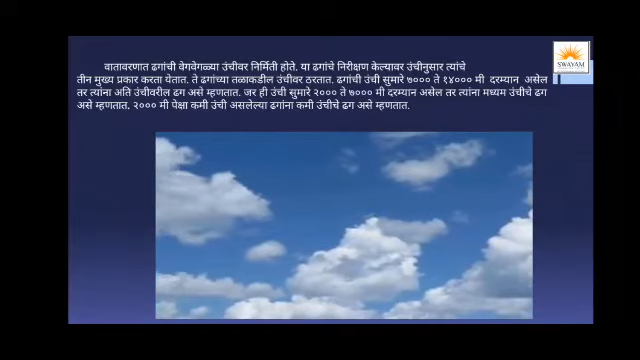 वातावरणात ढगांची वेगवेगळ्या उंचीवर निर्मिती होते. या ढगांचे निरीक्षण केल्यावर उंचीनुसार त्यांचे
तीन मुख्य प्रकार करता येतात. ते ढगांच्या तळाकडील उंचीवर ठरतात. ढगांची उंची सुमारे ७००० ते १४००० मी दरम्यान असेल
तर त्यांना अति उंचीवरील ढग असे म्हणतात. जर ही उंची सुमारे २००० ते ७००० मी दरम्यान असेल तर त्यांना मध्यम उंचीचे ढग
असे म्हणतात. २००० मी पेक्षा कमी उंची असलेल्या ढगांना कमी उंचीचे ढग असे म्हणतात.
SWAYAM